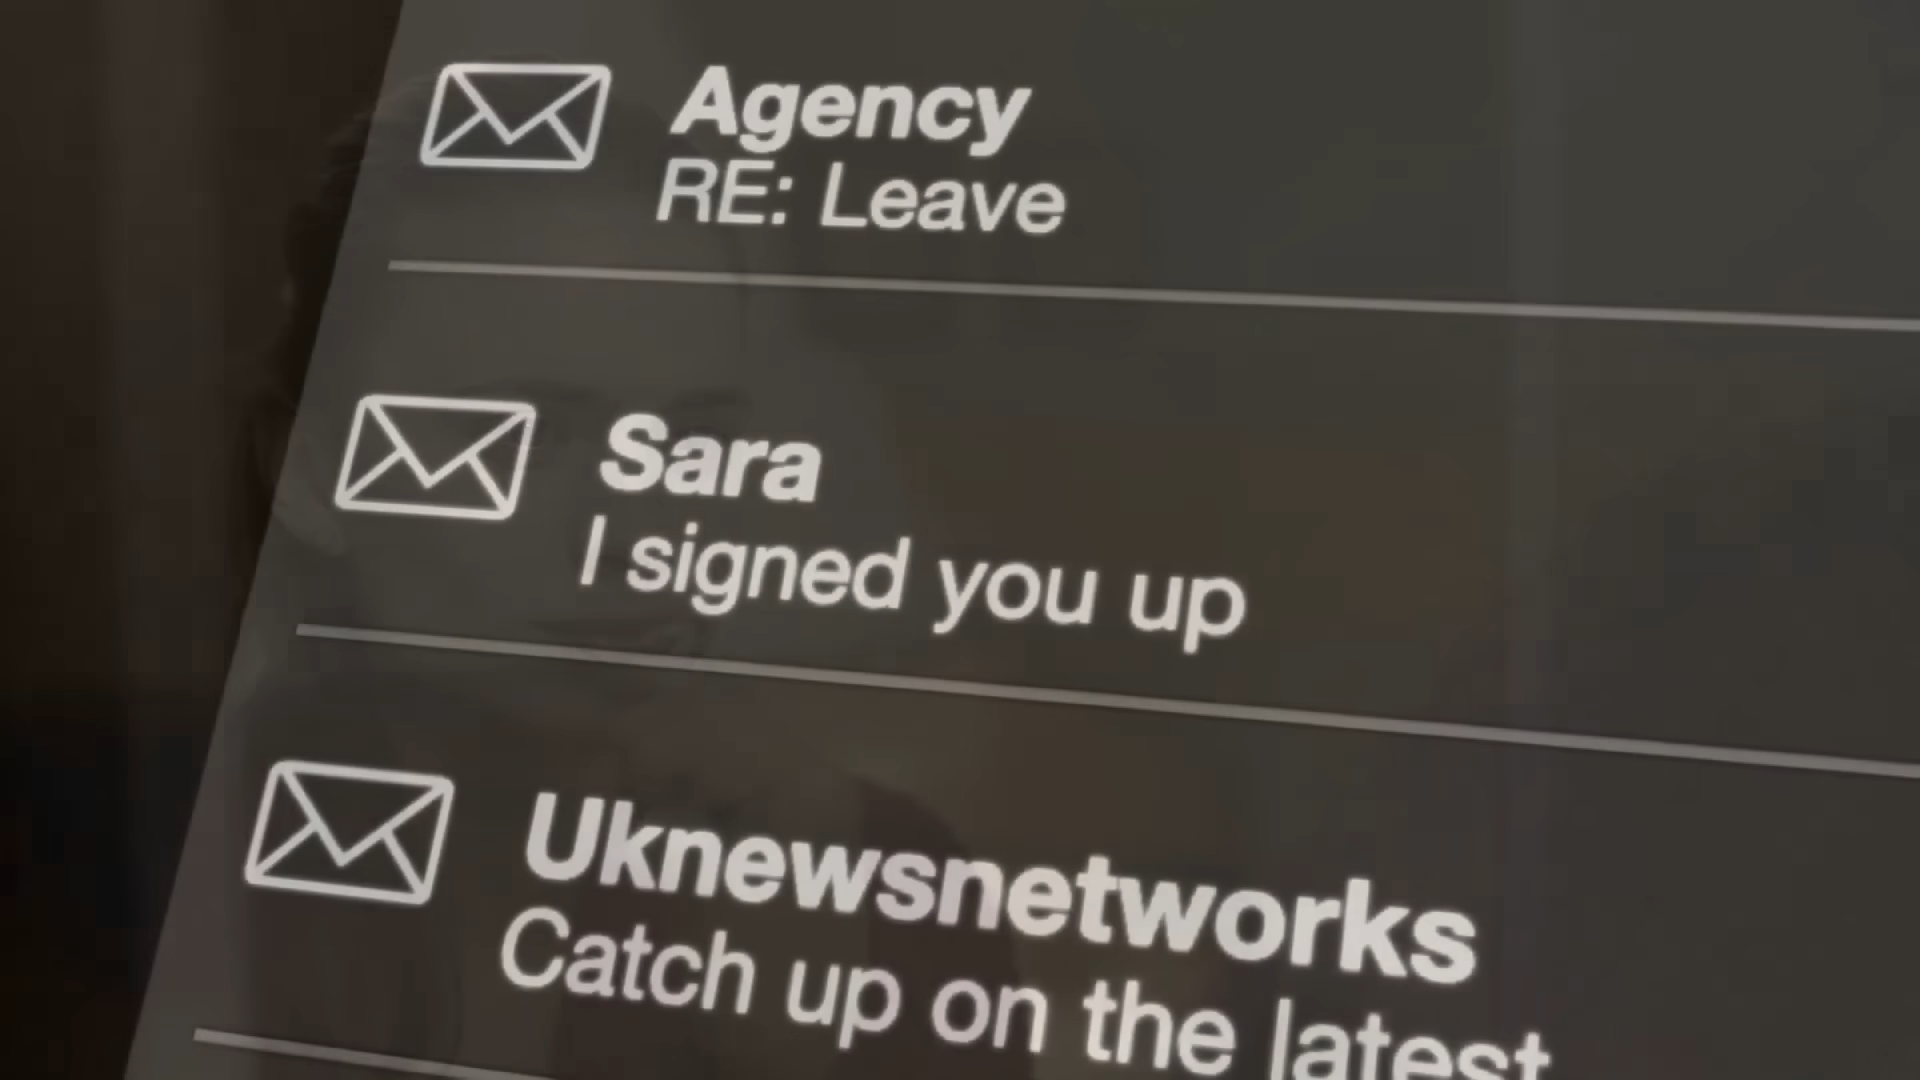 Agency
RE: Leave
Sara
I signed you up
Uknewsnetworks
Catch up on the latest